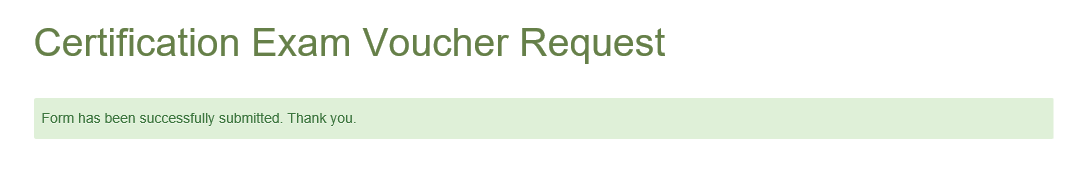 Certification Exam Voucher Request
Form has been successfully submitted. Thank you.